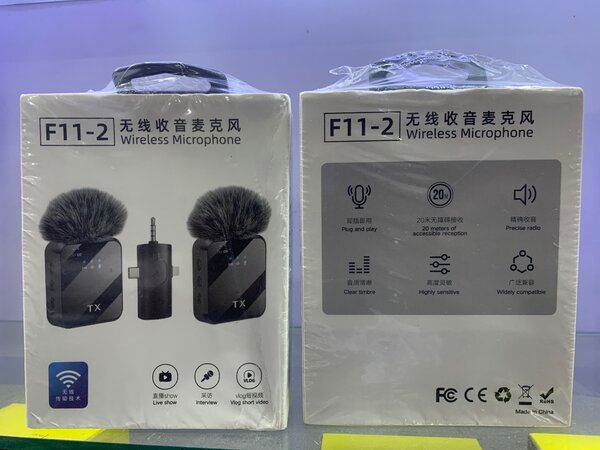 F11-2
无线收音麦克风
Wireless Microphone
TX
TX
无线
传输技术
直播show
Live show
采访
Interview
VLOG
vlog短视频
Vlog short video
F11-2
无线收音麦克风
Wireless Microphone
即插即用
Plug and play
20
20米无障碍接收
20 meters of
accessible reception
精确收音
Precise radio
音质清晰
Clear timbre
高度灵敏
Highly sensitive
广泛兼容
Widely compatible
FC CE RoHS
Made in China